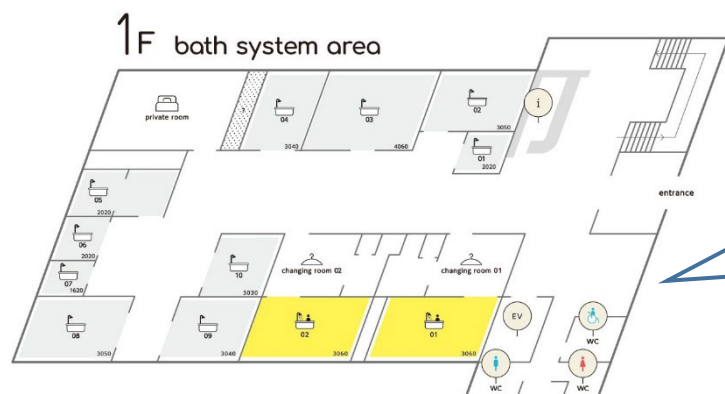 1F bath system area
private room
04
3040
03
4060
02
3050
01
2020
i
05
2020
06
2020
07
1620
08
3050
09
3040
10
3030
changing room 02
changing room 01
02
3060
01
3060
entrance
EV
WC
WC
WC